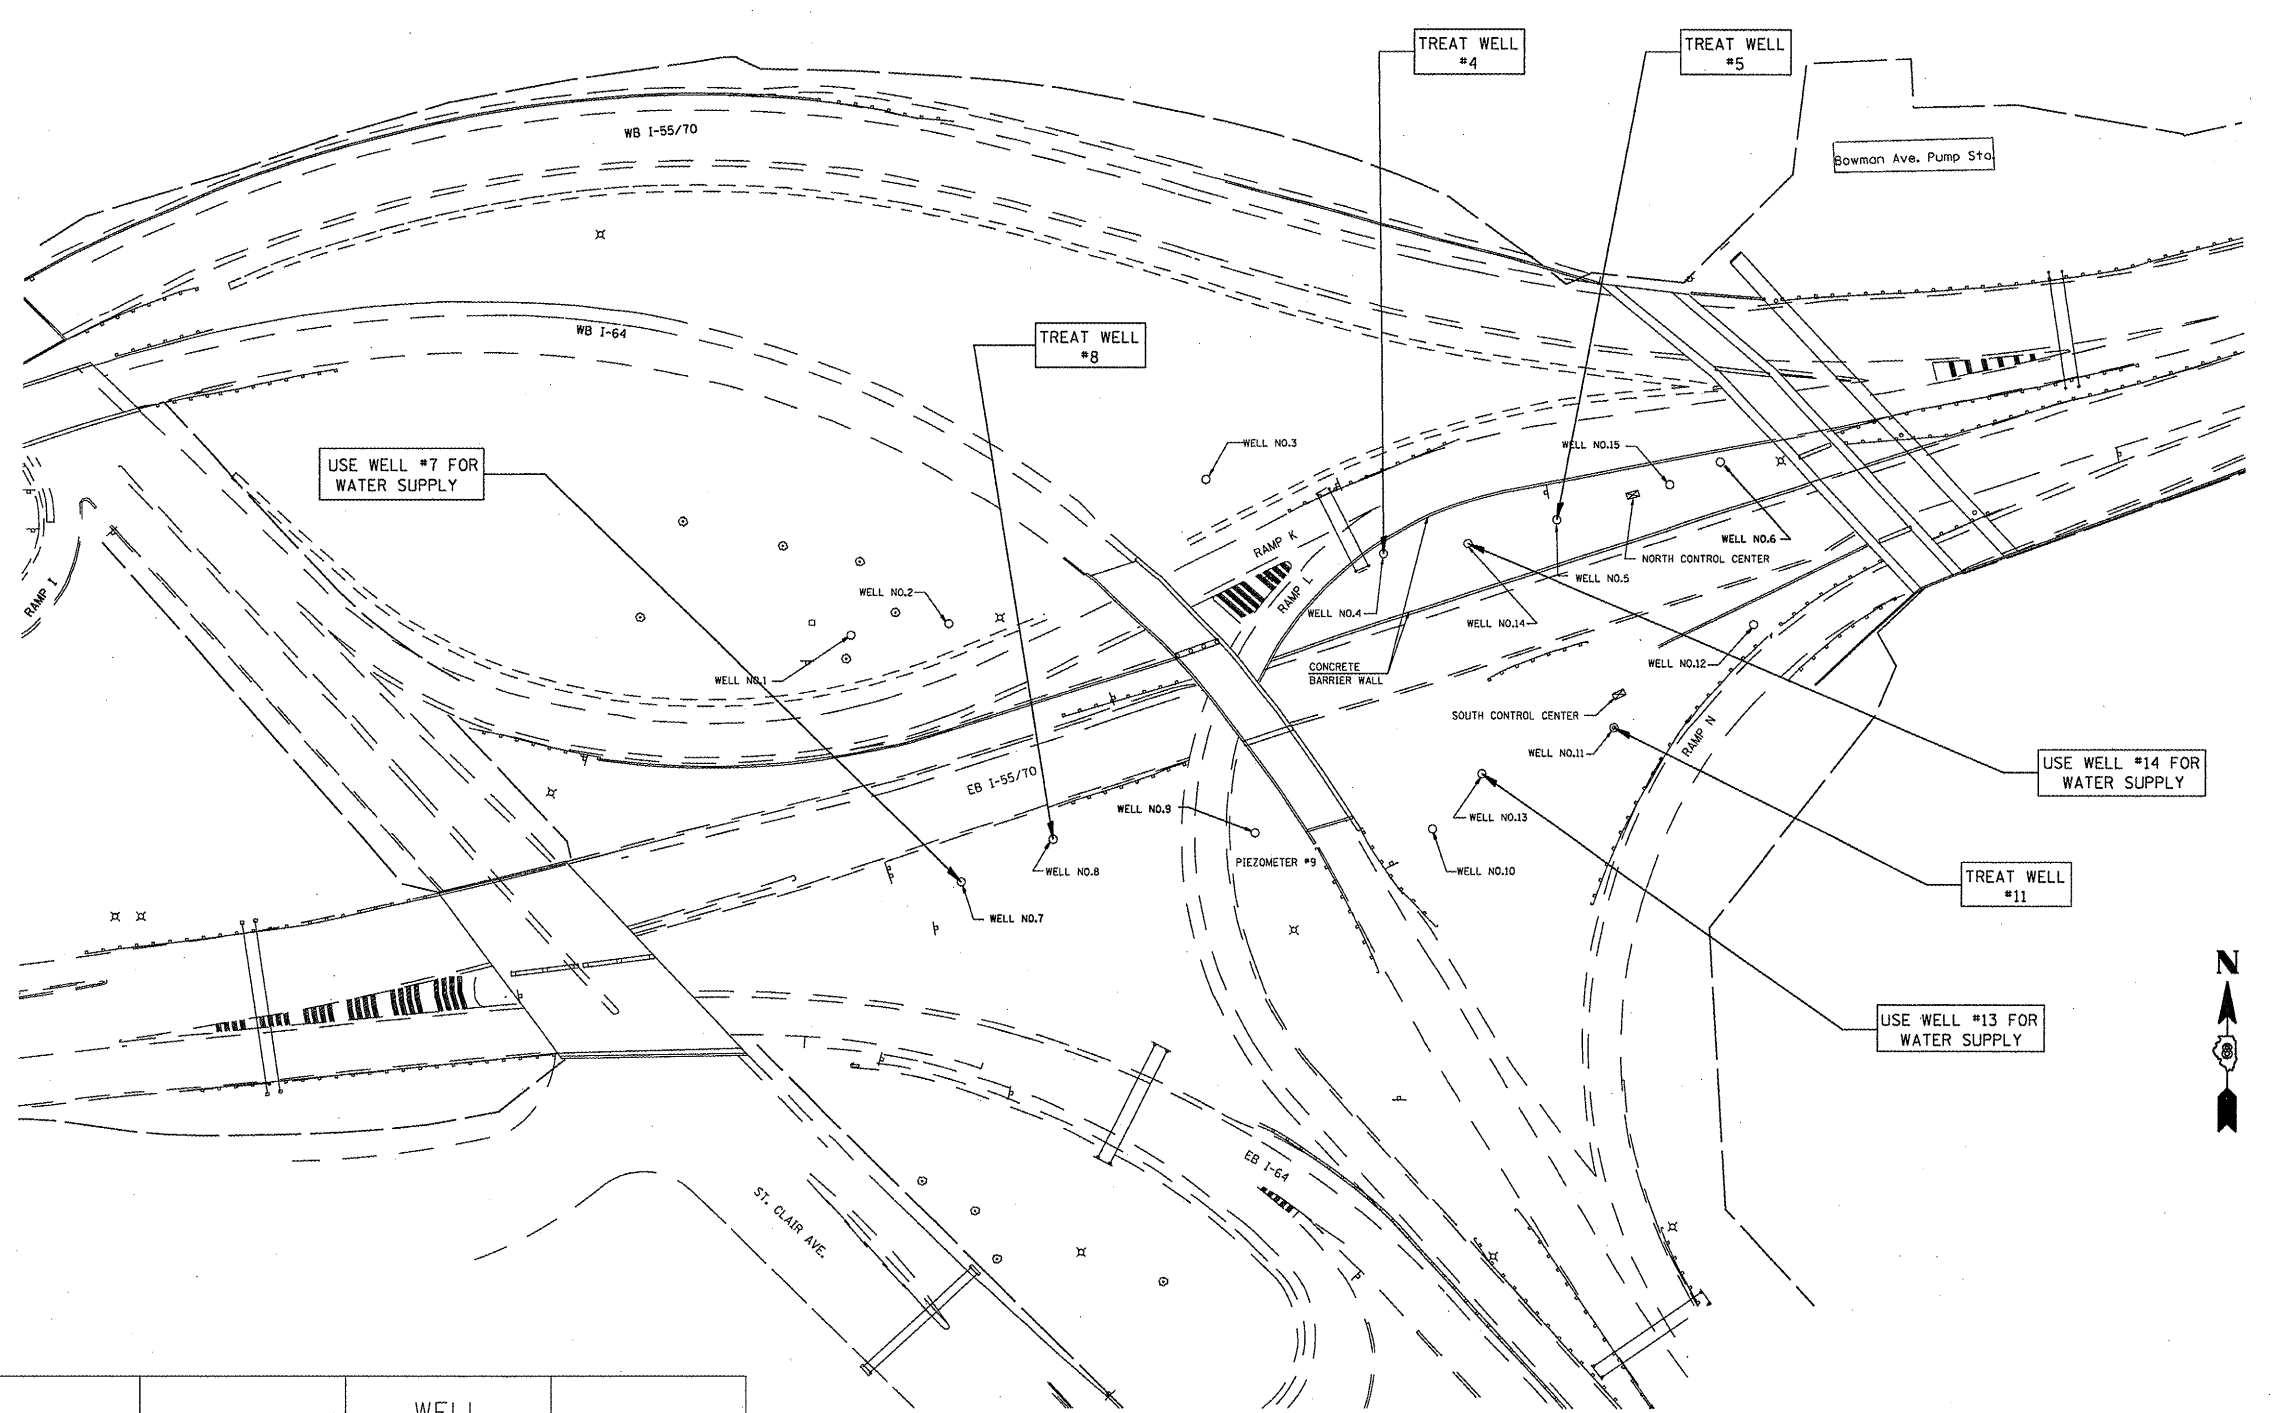 TREAT WELL
#4
TREAT WELL
#5
WB I-55/70
Bowman Ave. Pump Sta.
WB I-64
TREAT WELL
#8
WELL NO.3
WELL NO.15
USE WELL #7 FOR
WATER SUPPLY
RAMP K
WELL NO.6
NORTH CONTROL CENTER
WELL NO.5
RAMP I
RAMP L
WELL NO.2
WELL NO.4
WELL NO.14
WELL NO.1
CONCRETE
BARRIER WALL
WELL NO.12
SOUTH CONTROL CENTER
RAMP N
WELL NO.11
USE WELL #14 FOR
WATER SUPPLY
EB I-55/70
WELL NO.9
WELL NO.13
PIEZOMETER #9
WELL NO.8
WELL NO.10
TREAT WELL
#11
WELL NO.7
N
USE WELL #13 FOR
WATER SUPPLY
8
EB I-64
ST. CLAIR AVE.
WELL